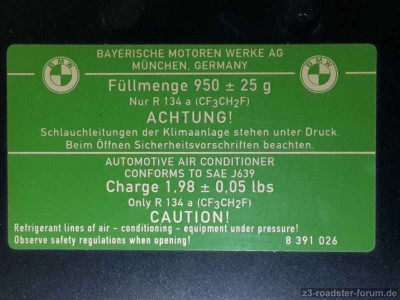 BAYERISCHE MOTOREN WERKE AG
MÜNCHEN, GERMANY
BMW
BMW
Füllmenge 950 ± 25 g
Nur R 134 a (CF₃CH₂F)
ACHTUNG!
Schlauchleitungen der Klimaanlage stehen unter Druck.
Beim Öffnen Sicherheitsvorschriften beachten.
AUTOMOTIVE AIR CONDITIONER
CONFORMS TO SAE J639
Charge 1,98 ± 0,05 lbs
Only R 134 a (CF₃CH₂F)
CAUTION!
Refrigerant lines of air - conditioning - equipment under pressure!
Observe safety regulations when opening!
8 391 026
z3-roadster-forum.de